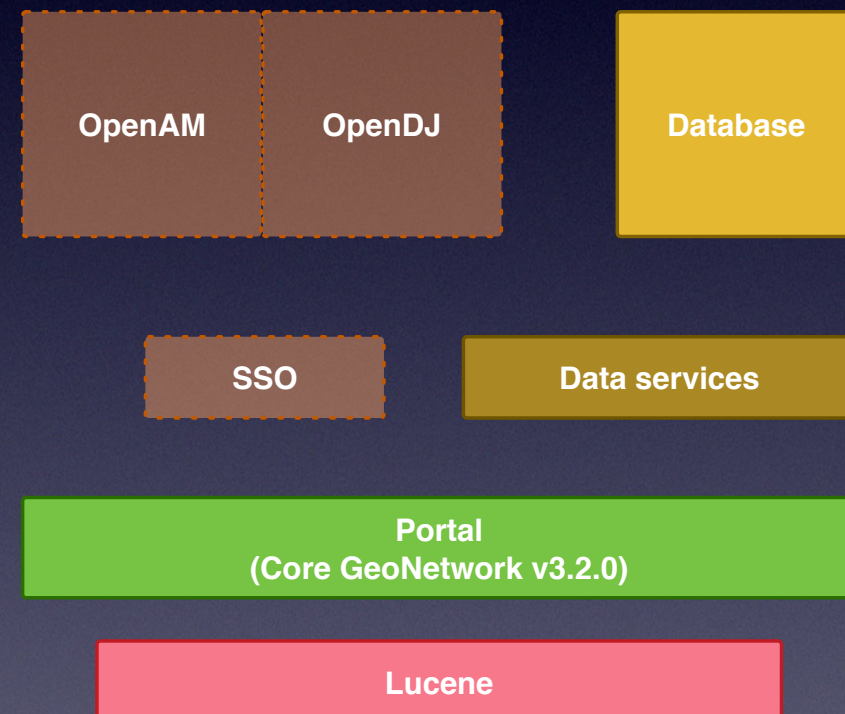 OpenAM
OpenDJ
Database
SSO
Data services
Portal
(Core GeoNetwork v3.2.0)
Lucene